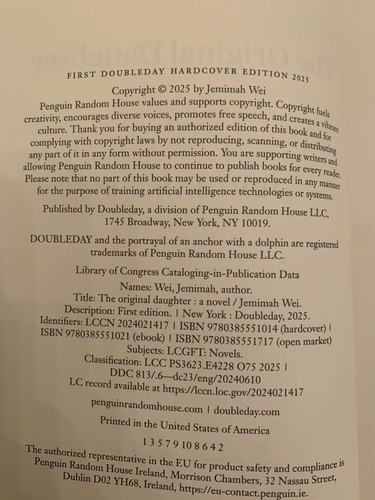 FIRST DOUBLEDAY HARDCOVER EDITION 2025
Copyright © 2025 by Jemimah Wei
Penguin Random House values and supports copyright. Copyright fuels
creativity, encourages diverse voices, promotes free speech, and creates a vibrant
culture. Thank you for buying an authorized edition of this book and for
complying with copyright laws by not reproducing, scanning, or distributing
any part of it in any form without permission. You are supporting writers and
allowing Penguin Random House to continue to publish books for every reader.
Please note that no part of this book may be used or reproduced in any manner
for the purpose of training artificial intelligence technologies or systems.
Published by Doubleday, a division of Penguin Random House LLC,
1745 Broadway, New York, NY 10019.
DOUBLEDAY and the portrayal of an anchor with a dolphin are registered
trademarks of Penguin Random House LLC.
Library of Congress Cataloging-in-Publication Data
Names: Wei, Jemimah, author.
Title: The original daughter : a novel / Jemimah Wei.
Description: First edition. | New York : Doubleday, 2025.
Identifiers: LCCN 2024021417 | ISBN 9780385551014 (hardcover) |
ISBN 9780385551021 (ebook) | ISBN 9780385551717 (open market)
Subjects: LCGFT: Novels.
Classification: LCC PS3623.E4228 O75 2025 |
DDC 813/.6—dc23/eng/20240610
LC record available at https://lccn.loc.gov/2024021417
penguinrandomhouse.com | doubleday.com
Printed in the United States of America
1 3 5 7 9 10 8 6 4 2
The authorized representative in the EU for product safety and compliance is
Penguin Random House Ireland, Morrison Chambers, 32 Nassau Street,
Dublin D02 YH68, Ireland, https://eu-contact.penguin.ie.